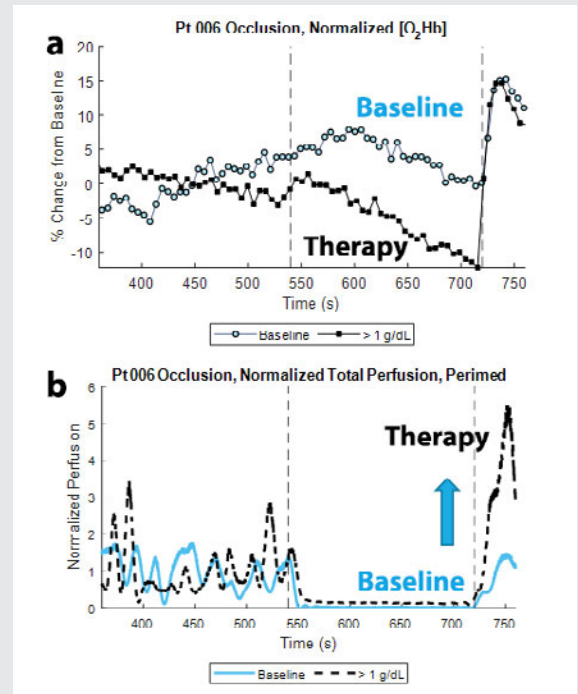 a
Pt 006 Occlusion, Normalized [O₂Hb]
20
15
10
5
0
-5
-10
% Change from Baseline
Baseline
Therapy
400 450 500 550 600 650 700 750
Time (s)
Baseline > 1 g/dL
b
Pt 006 Occlusion, Normalized Total Perfusion, Perimed
6
5
4
3
2
1
0
Normalized Perfusion
Therapy
Baseline
400 450 500 550 600 650 700 750
Time (s)
Baseline > 1 g/dL